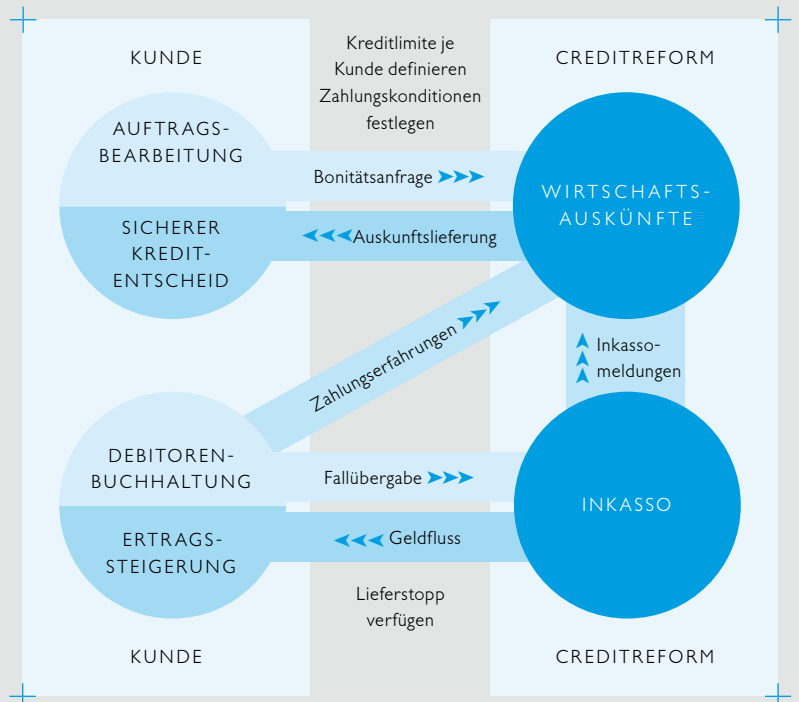 KUNDE
Kreditlimite je
Kunde definieren
Zahlungskonditionen
festlegen
CREDITREFORM
AUFTRAGS-
BEARBEITUNG
Bonitätsanfrage
WIRTSCHAFTS-
AUSKÜNFTE
SICHERER
KREDIT-
ENTSCHEID
Auskunftslieferung
Zahlungserfahrungen
Inkasso-
meldungen
DEBITOREN-
BUCHHALTUNG
Fallübergabe
INKASSO
ERTRAGS-
STEIGERUNG
Geldfluss
Lieferstopp
verfügen
KUNDE
CREDITREFORM